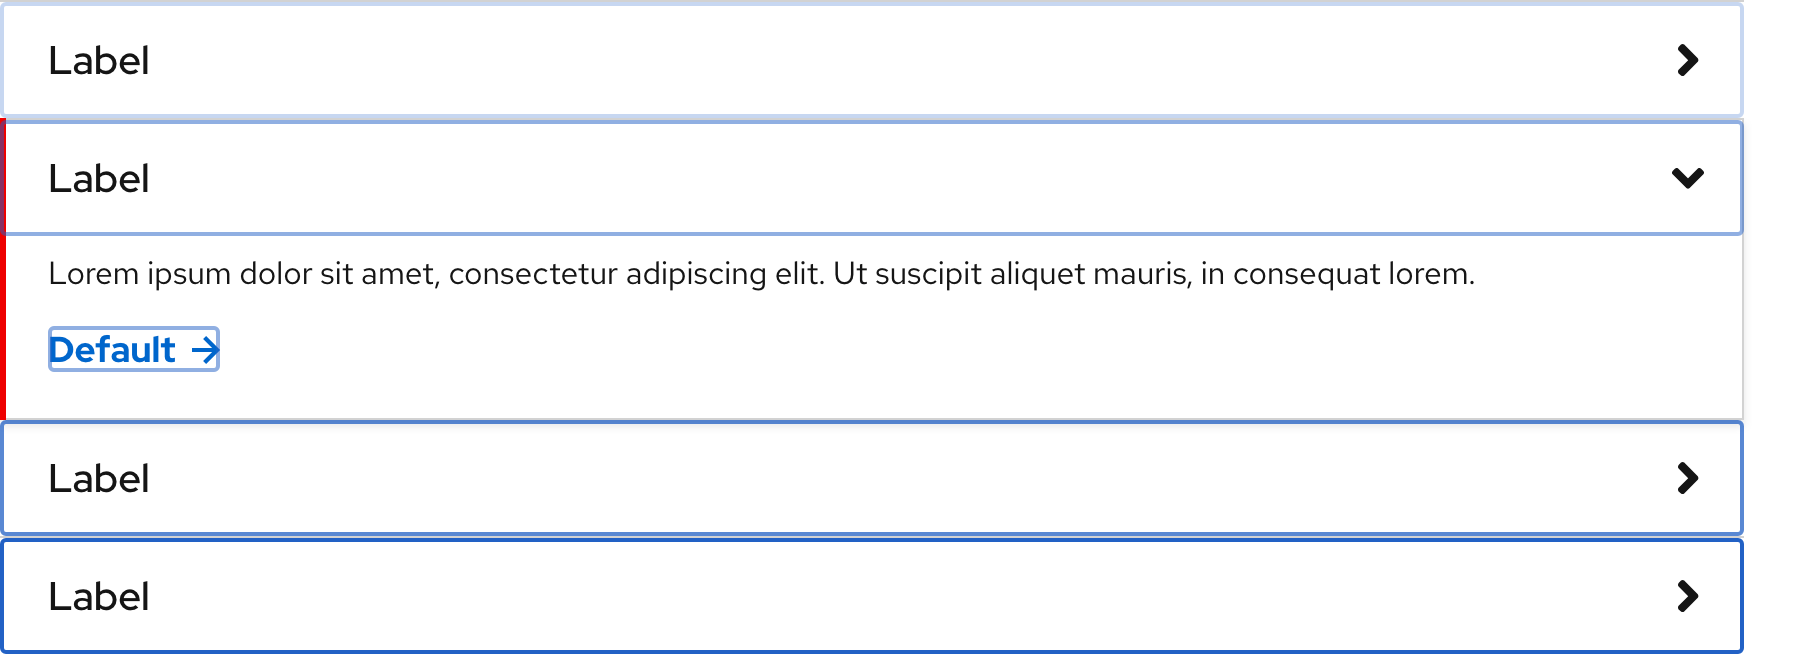 Label
Label
Lorem ipsum dolor sit amet, consectetur adipiscing elit. Ut suscipit aliquet mauris, in consequat lorem.
Default →
Label
Label